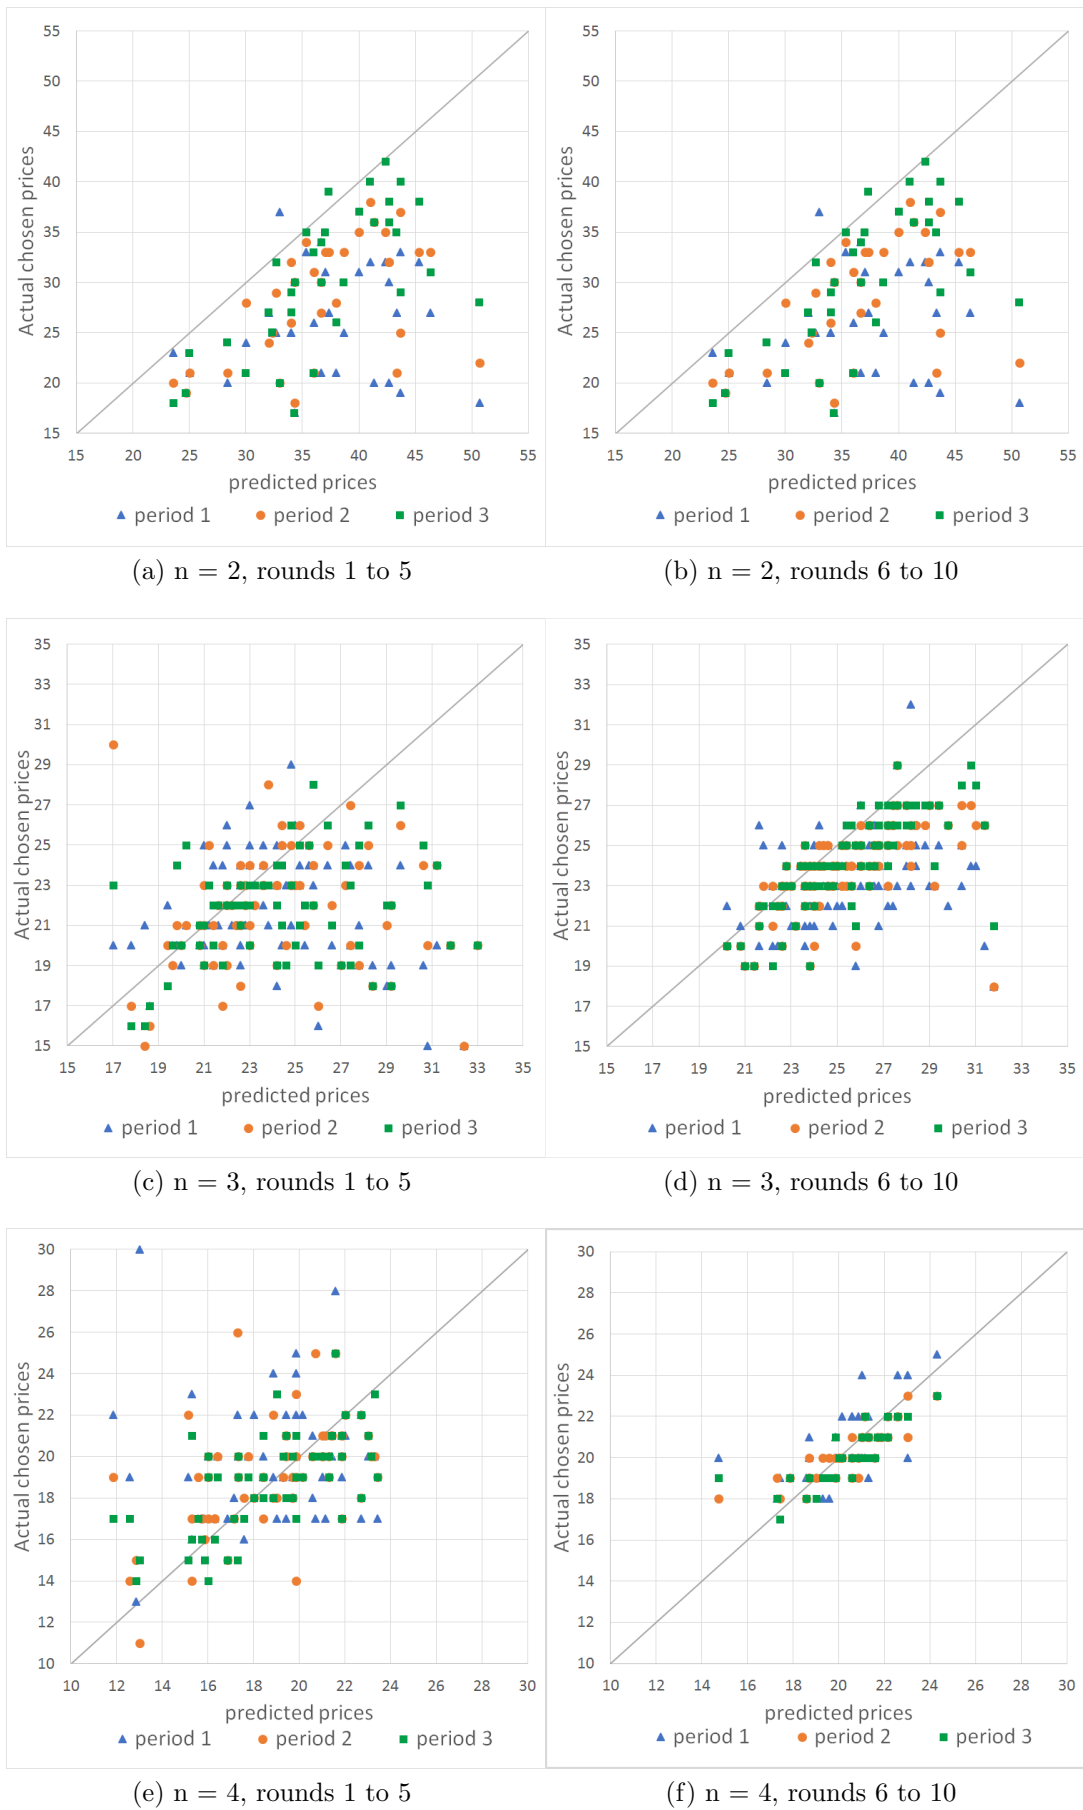 55
50
45
40
35
30
25
20
15
Actual chosen prices
15 20 25 30 35 40 45 50 55
predicted prices
period 1 period 2 period 3
(a) n = 2, rounds 1 to 5
55
50
45
40
35
30
25
20
15
Actual chosen prices
15 20 25 30 35 40 45 50 55
predicted prices
period 1 period 2 period 3
(b) n = 2, rounds 6 to 10
35
33
31
29
27
25
23
21
19
17
15
Actual chosen prices
15 17 19 21 23 25 27 29 31 33 35
predicted prices
period 1 period 2 period 3
(c) n = 3, rounds 1 to 5
35
33
31
29
27
25
23
21
19
17
15
Actual chosen prices
15 17 19 21 23 25 27 29 31 33 35
predicted prices
period 1 period 2 period 3
(d) n = 3, rounds 6 to 10
30
28
26
24
22
20
18
16
14
12
10
Actual chosen prices
10 12 14 16 18 20 22 24 26 28 30
predicted prices
period 1 period 2 period 3
(e) n = 4, rounds 1 to 5
30
28
26
24
22
20
18
16
14
12
10
Actual chosen prices
10 12 14 16 18 20 22 24 26 28 30
predicted prices
period 1 period 2 period 3
(f) n = 4, rounds 6 to 10